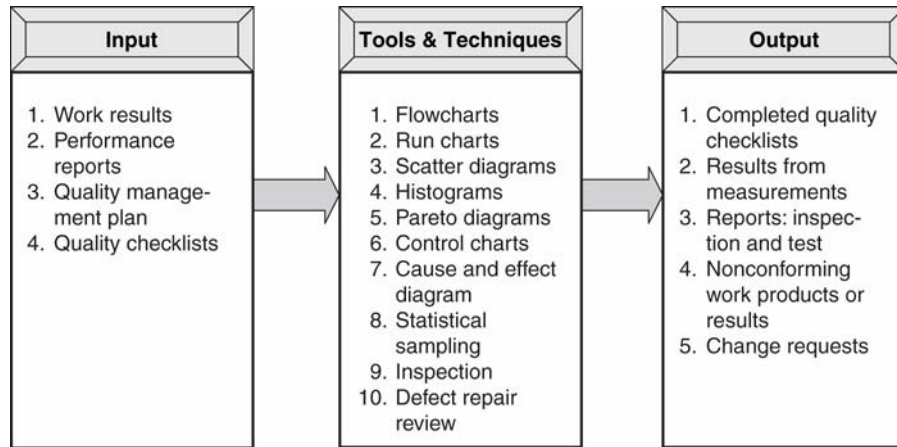 Input
1. Work results
2. Performance
reports
3. Quality manage-
ment plan
4. Quality checklists
Tools & Techniques
1. Flowcharts
2. Run charts
3. Scatter diagrams
4. Histograms
5. Pareto diagrams
6. Control charts
7. Cause and effect
diagram
8. Statistical
sampling
9. Inspection
10. Defect repair
review
Output
1. Completed quality
checklists
2. Results from
measurements
3. Reports: inspec-
tion and test
4. Nonconforming
work products or
results
5. Change requests